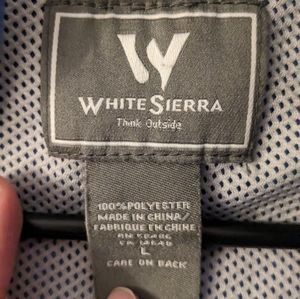 W
WHITE SIERRA
Think Outside
100% POLYESTER
MADE IN CHINA/
FABRIQUE EN CHINE
L
CARE ON BACK